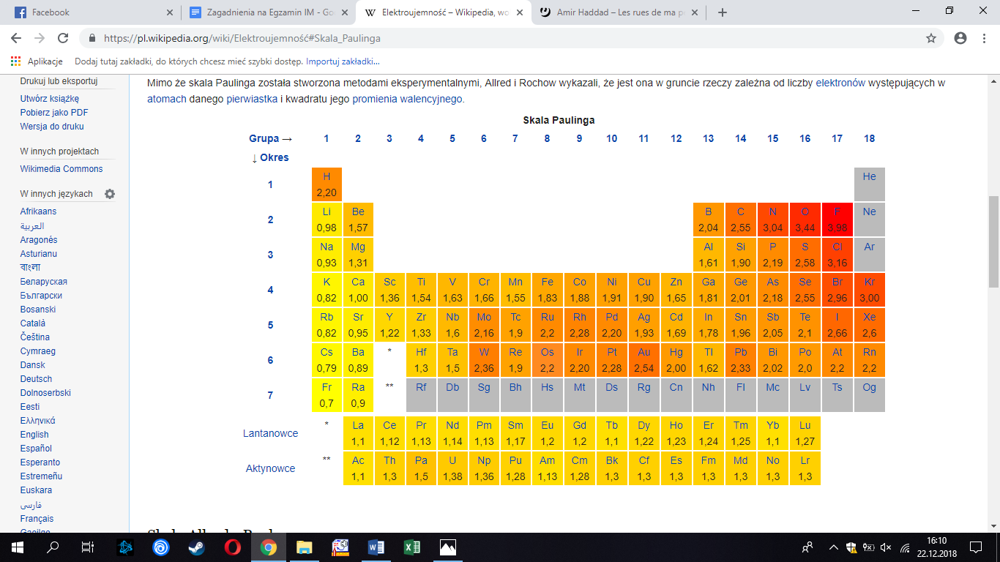 Facebook
Zagadnienia na Egzamin IM - Go
Elektroujemność – Wikipedia, wo
Amir Haddad – Les rues de ma p
https://pl.wikipedia.org/wiki/Elektroujemność#Skala_Paulinga
Aplikacje Dodaj tutaj zakładki, do których chcesz mieć szybki dostęp. Importuj zakładki...
Drukuj lub eksportuj
Utwórz książkę
Pobierz jako PDF
Wersja do druku
W innych projektach
Wikimedia Commons
W innych językach
Afrikaans
العربية
Aragonés
Asturianu
বাংলা
Беларуская
Български
Bosanski
Català
Čeština
Cymraeg
Dansk
Deutsch
Dolnoserbski
Eesti
Ελληνικά
English
Español
Esperanto
Estremeñu
Euskara
فارسی
Français
Gaeilge
Mimo że skala Paulinga została stworzona metodami eksperymentalnymi, Allred i Rochow wykazali, że jest ona w gruncie rzeczy zależna od liczby elektronów występujących w
atomach danego pierwiastka i kwadratu jego promienia walencyjnego.
Skala Paulinga
Grupa → 1 2 3 4 5 6 7 8 9 10 11 12 13 14 15 16 17 18
↓ Okres
1
H He
2,20
2
Li Be B C N O F Ne
0,98 1,57 2,04 2,55 3,04 3,44 3,98
3
Na Mg Al Si P S Cl Ar
0,93 1,31 1,61 1,90 2,19 2,58 3,16
4
K Ca Sc Ti V Cr Mn Fe Co Ni Cu Zn Ga Ge As Se Br Kr
0,82 1,00 1,36 1,54 1,63 1,66 1,55 1,83 1,88 1,91 1,90 1,65 1,81 2,01 2,18 2,55 2,96 3,00
5
Rb Sr Y Zr Nb Mo Tc Ru Rh Pd Ag Cd In Sn Sb Te I Xe
0,82 0,95 1,22 1,33 1,6 2,16 1,9 2,2 2,28 2,20 1,93 1,69 1,78 1,96 2,05 2,1 2,66 2,6
6
Cs Ba * Hf Ta W Re Os Ir Pt Au Hg Tl Pb Bi Po At Rn
0,79 0,89 1,3 1,5 2,36 1,9 2,2 2,20 2,28 2,54 2,00 1,62 2,33 2,02 2,0 2,2 2,2
7
Fr Ra ** Rf Db Sg Bh Hs Mt Ds Rg Cn Nh Fl Mc Lv Ts Og
0,7 0,9
Lantanowce
* La Ce Pr Nd Pm Sm Eu Gd Tb Dy Ho Er Tm Yb Lu
1,1 1,12 1,13 1,14 1,13 1,17 1,2 1,2 1,1 1,22 1,23 1,24 1,25 1,1 1,27
Aktynowce
** Ac Th Pa U Np Pu Am Cm Bk Cf Es Fm Md No Lr
1,1 1,3 1,5 1,38 1,36 1,28 1,13 1,28 1,3 1,3 1,3 1,3 1,3 1,3 1,3
16:10
22.12.2018